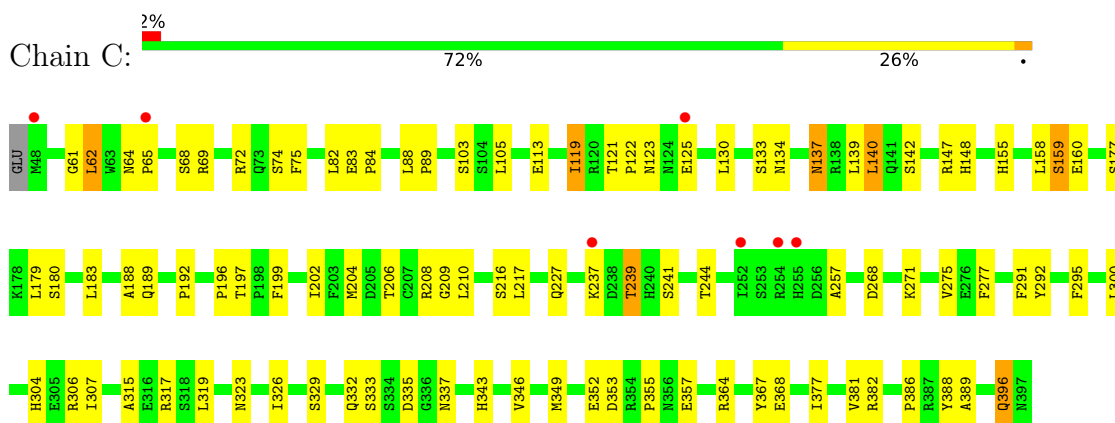 2%
Chain C:
72% 26% •
GLU M48 G61 L62 W63 N64 P65 S68 R69 R72 Q73 S74 F75 L82 E83 P84 L88 P89 S103 S104 L105 E113 I119 R120 T121 P122 N123 N124 E125 L130 S133 N134 N137 R138 L139 L140 Q141 S142 R147 H148 H155 L158 S159 E160 S177
K178 L179 S180 L183 A188 Q189 P192 P196 T197 P198 F199 I202 F203 M204 D205 T206 C207 R208 G209 L210 S216 L217 Q227 K237 D238 T239 H240 S241 T244 I252 S253 R254 H255 D256 A257 D268 K271 V275 E276 F277 F291 Y292 F295 L300
H304 E305 R306 I307 A315 E316 R317 S318 L319 N323 I326 S329 Q332 S333 S334 D335 G336 N337 H343 V346 M349 E352 D353 R354 P355 N356 E357 R364 Y367 E368 I377 V381 R382 P386 R387 Y388 A389 Q396 N397